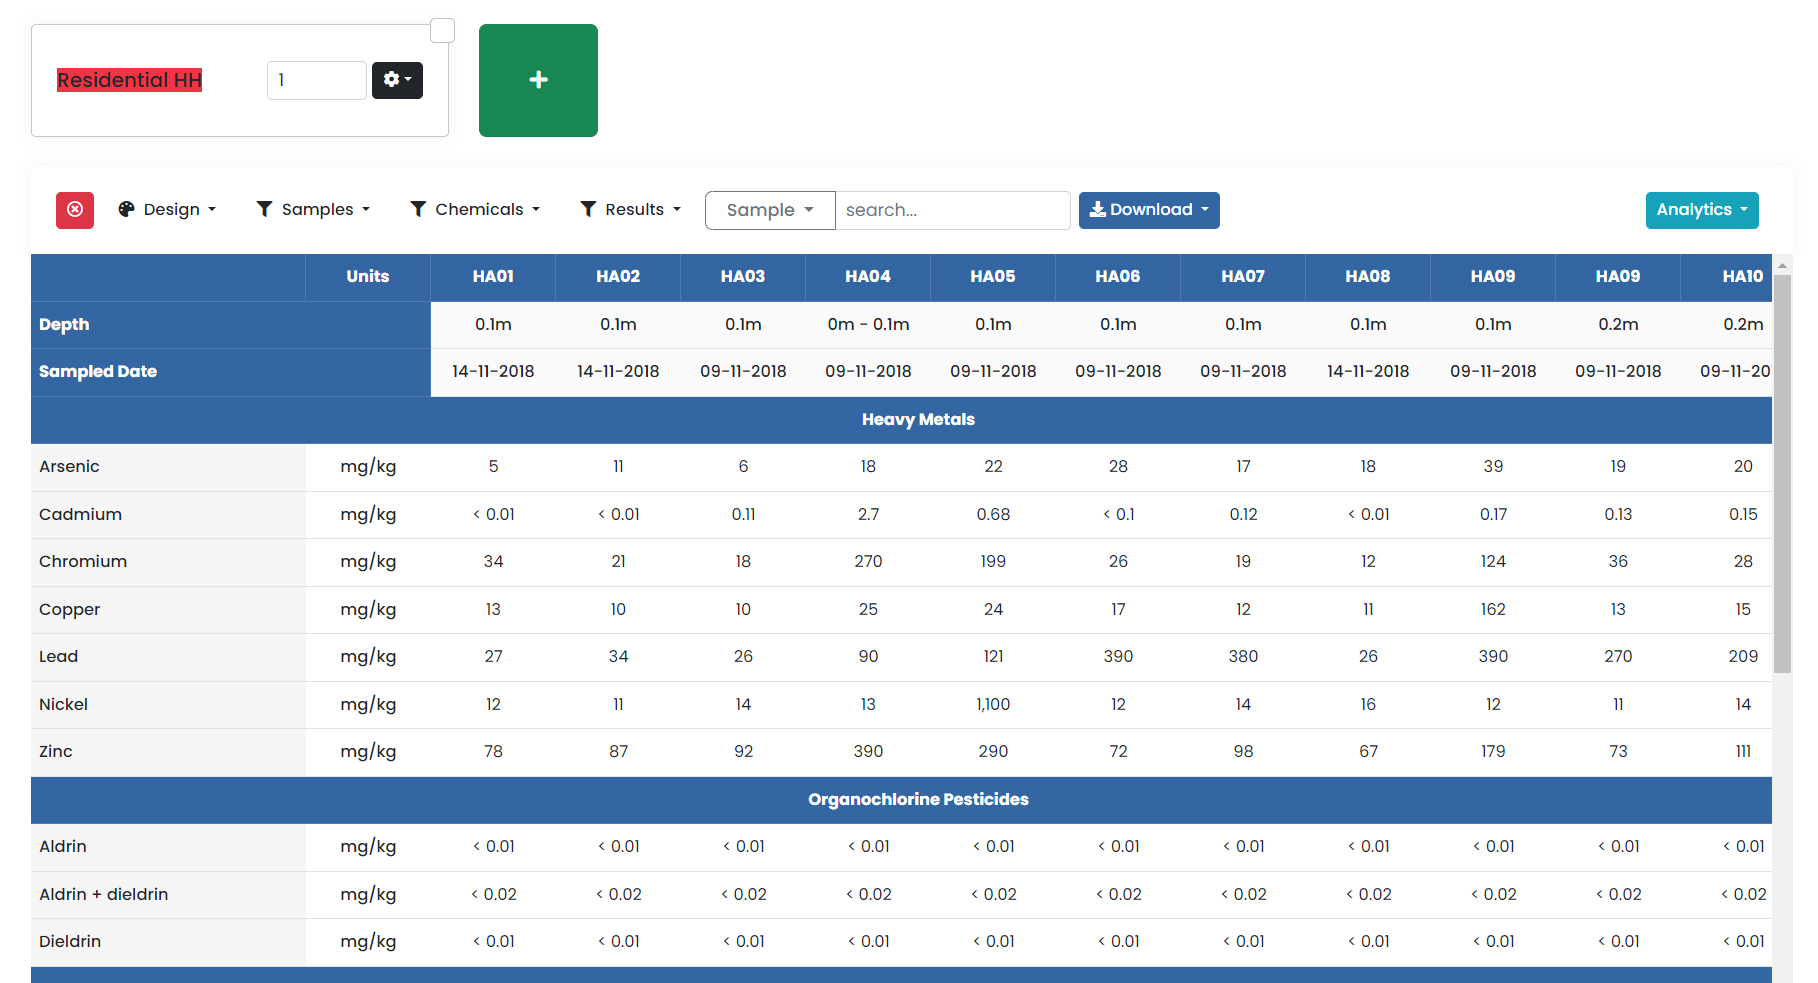 Residential HH 1
Design Samples Chemicals Results Sample search... Download Analytics
Units HA01 HA02 HA03 HA04 HA05 HA06 HA07 HA08 HA09 HA09 HA10
Depth 0.1m 0.1m 0.1m 0m - 0.1m 0.1m 0.1m 0.1m 0.1m 0.1m 0.2m 0.2m
Sampled Date 14-11-2018 14-11-2018 09-11-2018 09-11-2018 09-11-2018 09-11-2018 09-11-2018 14-11-2018 09-11-2018 09-11-2018 09-11-20
Heavy Metals
Arsenic mg/kg 5 11 6 18 22 28 17 18 39 19 20
Cadmium mg/kg < 0.01 < 0.01 0.11 2.7 0.68 < 0.1 0.12 < 0.01 0.17 0.13 0.15
Chromium mg/kg 34 21 18 270 199 26 19 12 124 36 28
Copper mg/kg 13 10 10 25 24 17 12 11 162 13 15
Lead mg/kg 27 34 26 90 121 390 380 26 390 270 209
Nickel mg/kg 12 11 14 13 1,100 12 14 16 12 11 14
Zinc mg/kg 78 87 92 390 290 72 98 67 179 73 111
Organochlorine Pesticides
Aldrin mg/kg < 0.01 < 0.01 < 0.01 < 0.01 < 0.01 < 0.01 < 0.01 < 0.01 < 0.01 < 0.01 < 0.01
Aldrin + dieldrin mg/kg < 0.02 < 0.02 < 0.02 < 0.02 < 0.02 < 0.02 < 0.02 < 0.02 < 0.02 < 0.02 < 0.02
Dieldrin mg/kg < 0.01 < 0.01 < 0.01 < 0.01 < 0.01 < 0.01 < 0.01 < 0.01 < 0.01 < 0.01 < 0.01